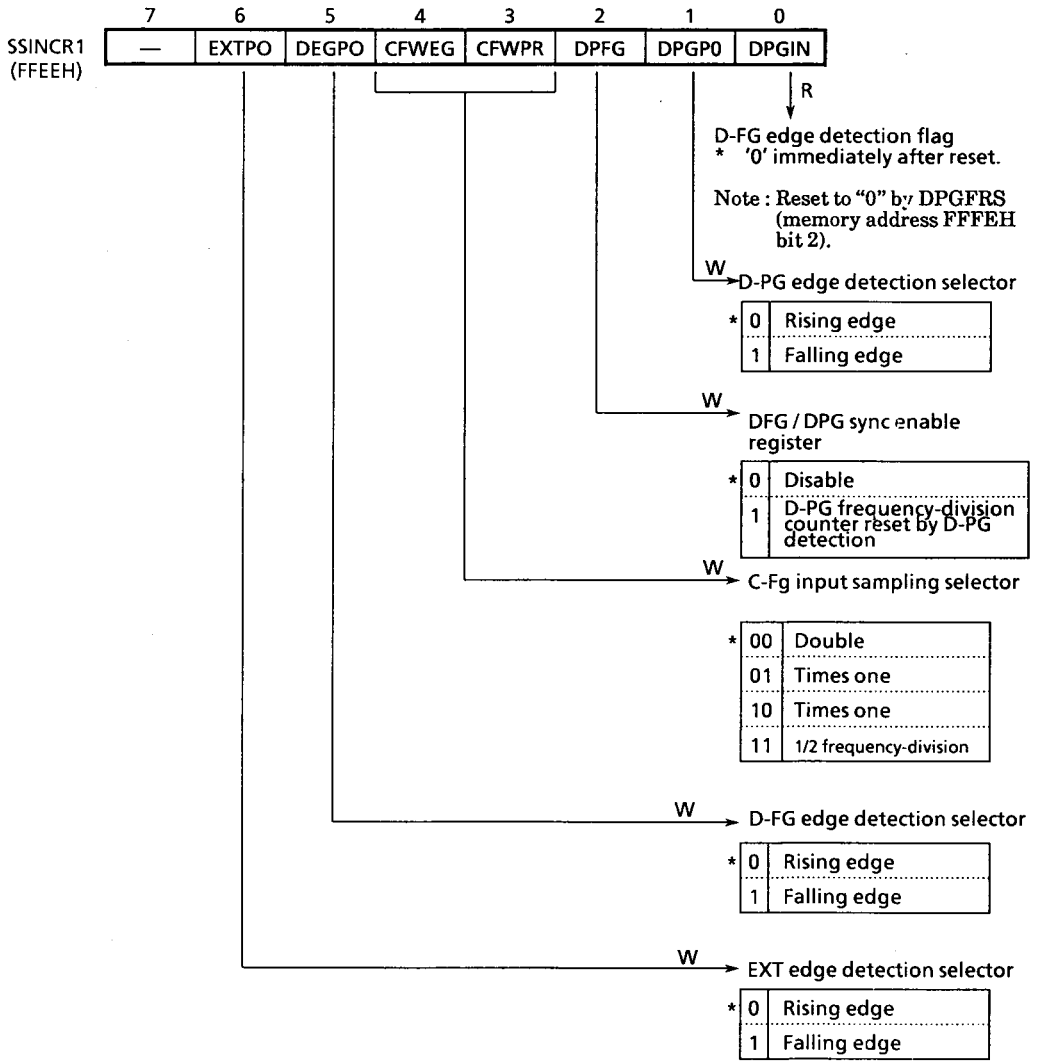 7 6 5 4 3 2 1 0
SSINCR1 — EXTPO DEGPO CFWEG CFWPR DPFG DPGP0 DPGIN
(FFEEH)
R
D-FG edge detection flag
* '0' immediately after reset.
Note : Reset to "0" by DPGFRS
(memory address FFFEH
bit 2).
W
D-PG edge detection selector
* 0 Rising edge
1 Falling edge
W
DFG / DPG sync enable
register
* 0 Disable
1 D-PG frequency-division
counter reset by D-PG
detection
W
C-Fg input sampling selector
* 00 Double
01 Times one
10 Times one
11 1/2 frequency-division
W
D-FG edge detection selector
* 0 Rising edge
1 Falling edge
W
EXT edge detection selector
* 0 Rising edge
1 Falling edge